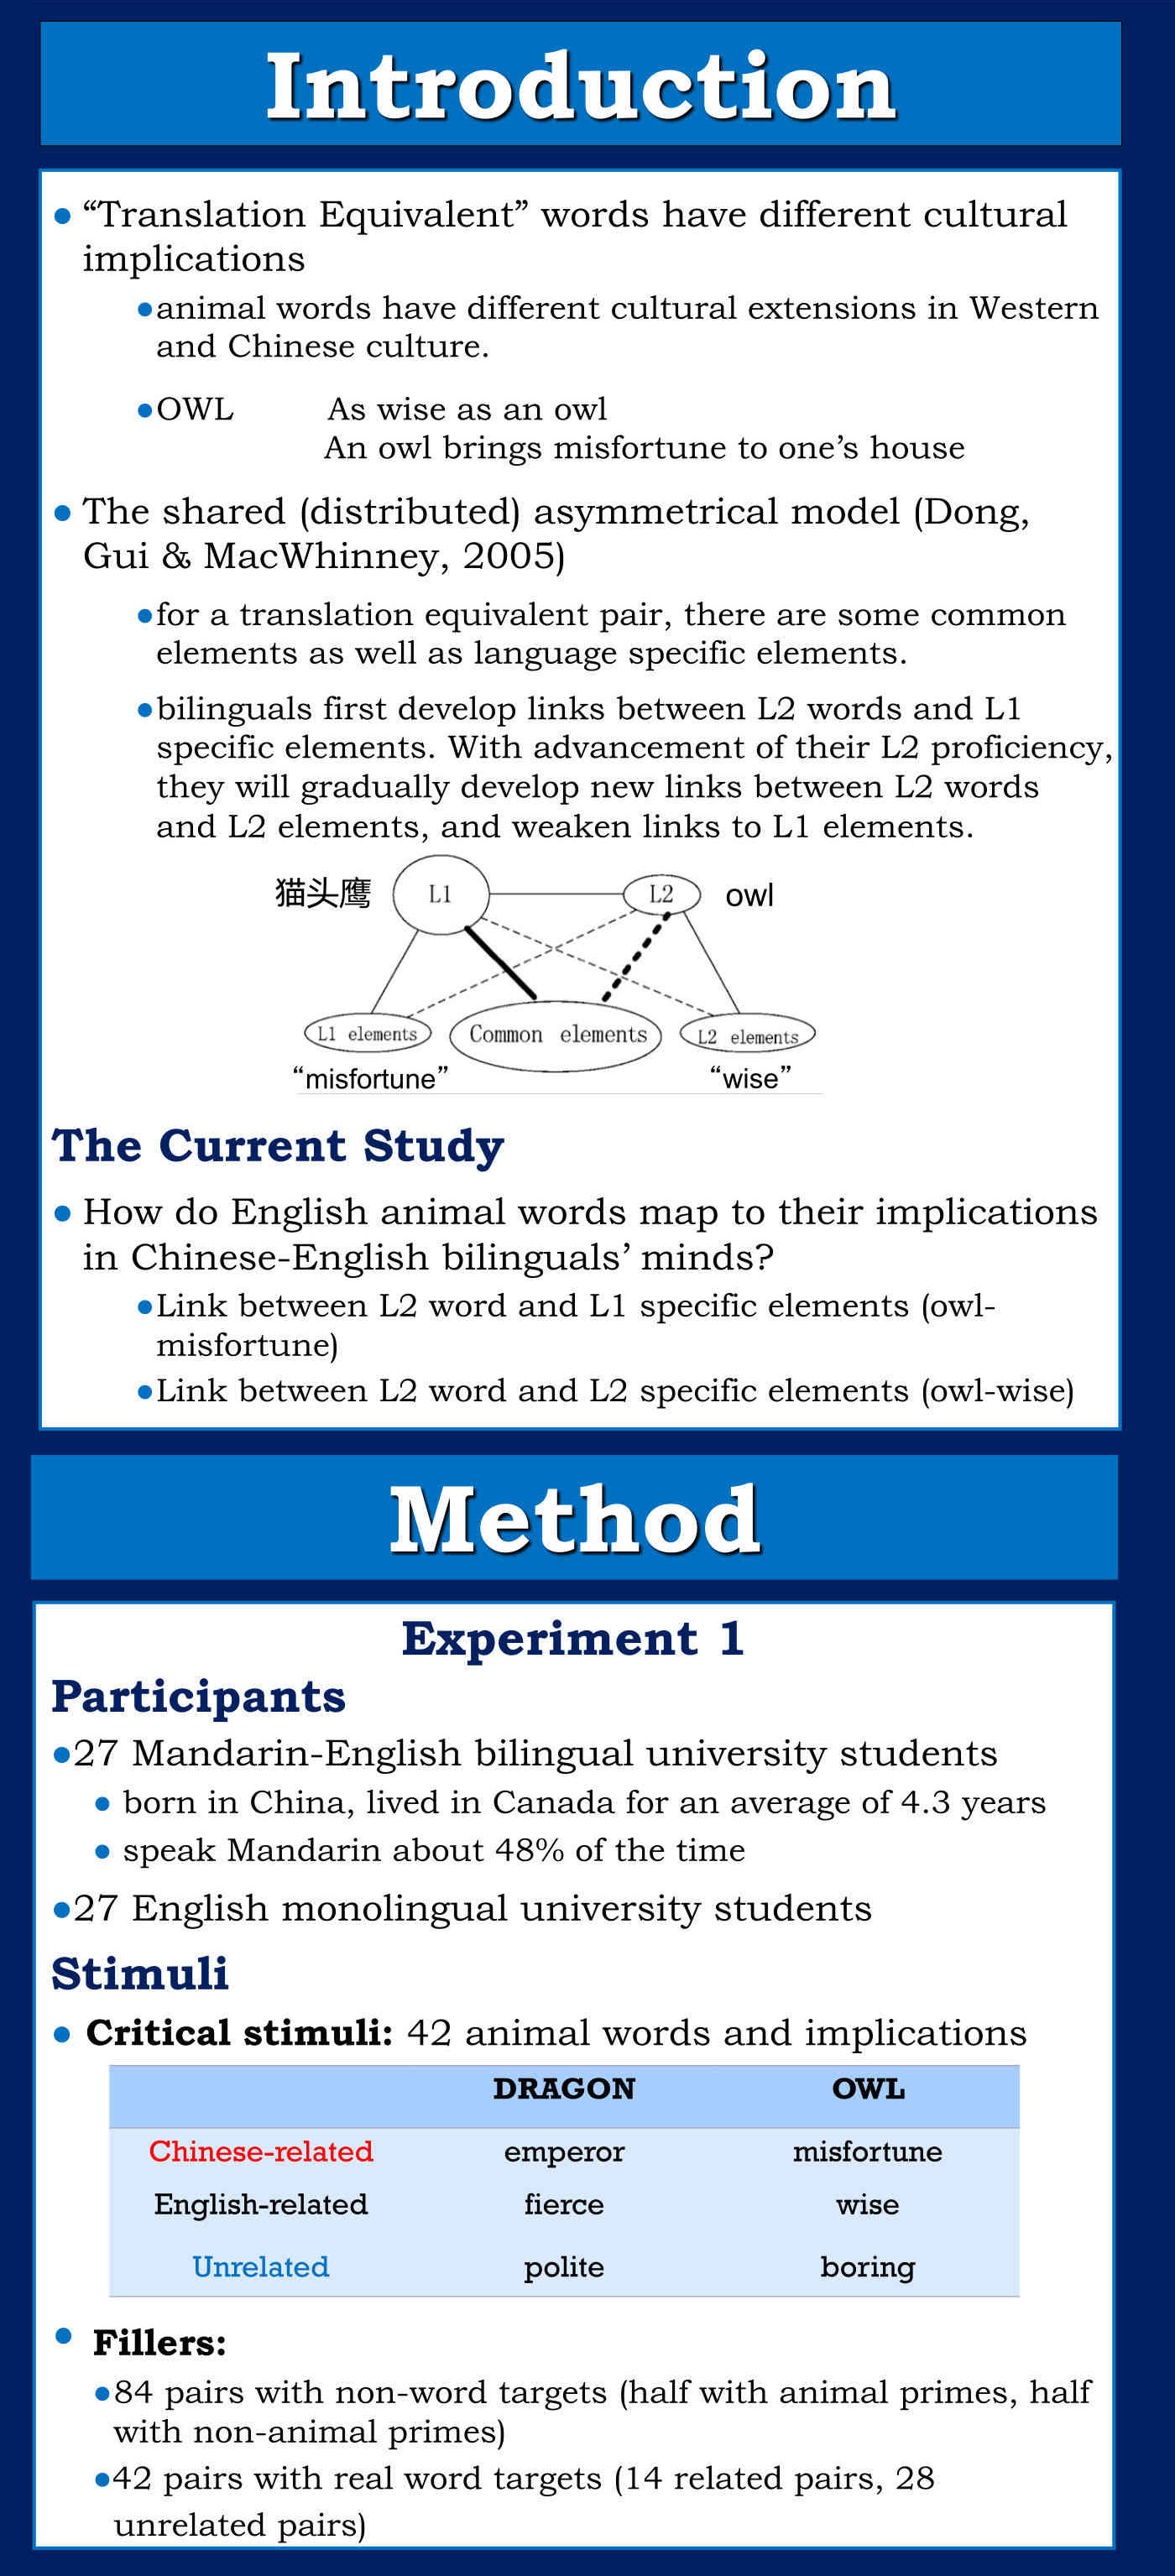 Introduction
● “Translation Equivalent” words have different cultural
implications
●animal words have different cultural extensions in Western
and Chinese culture.
●OWL As wise as an owl
An owl brings misfortune to one’s house
● The shared (distributed) asymmetrical model (Dong,
Gui & MacWhinney, 2005)
●for a translation equivalent pair, there are some common
elements as well as language specific elements.
●bilinguals first develop links between L2 words and L1
specific elements. With advancement of their L2 proficiency,
they will gradually develop new links between L2 words
and L2 elements, and weaken links to L1 elements.
猫头鹰 L1 L2 owl
L1 elements Common elements L2 elements
“misfortune” “wise”
The Current Study
● How do English animal words map to their implications
in Chinese-English bilinguals’ minds?
●Link between L2 word and L1 specific elements (owl-
misfortune)
●Link between L2 word and L2 specific elements (owl-wise)
Method
Experiment 1
Participants
●27 Mandarin-English bilingual university students
● born in China, lived in Canada for an average of 4.3 years
● speak Mandarin about 48% of the time
●27 English monolingual university students
Stimuli
● Critical stimuli: 42 animal words and implications
DRAGON OWL
Chinese-related emperor misfortune
English-related fierce wise
Unrelated polite boring
● Fillers:
●84 pairs with non-word targets (half with animal primes, half
with non-animal primes)
●42 pairs with real word targets (14 related pairs, 28
unrelated pairs)